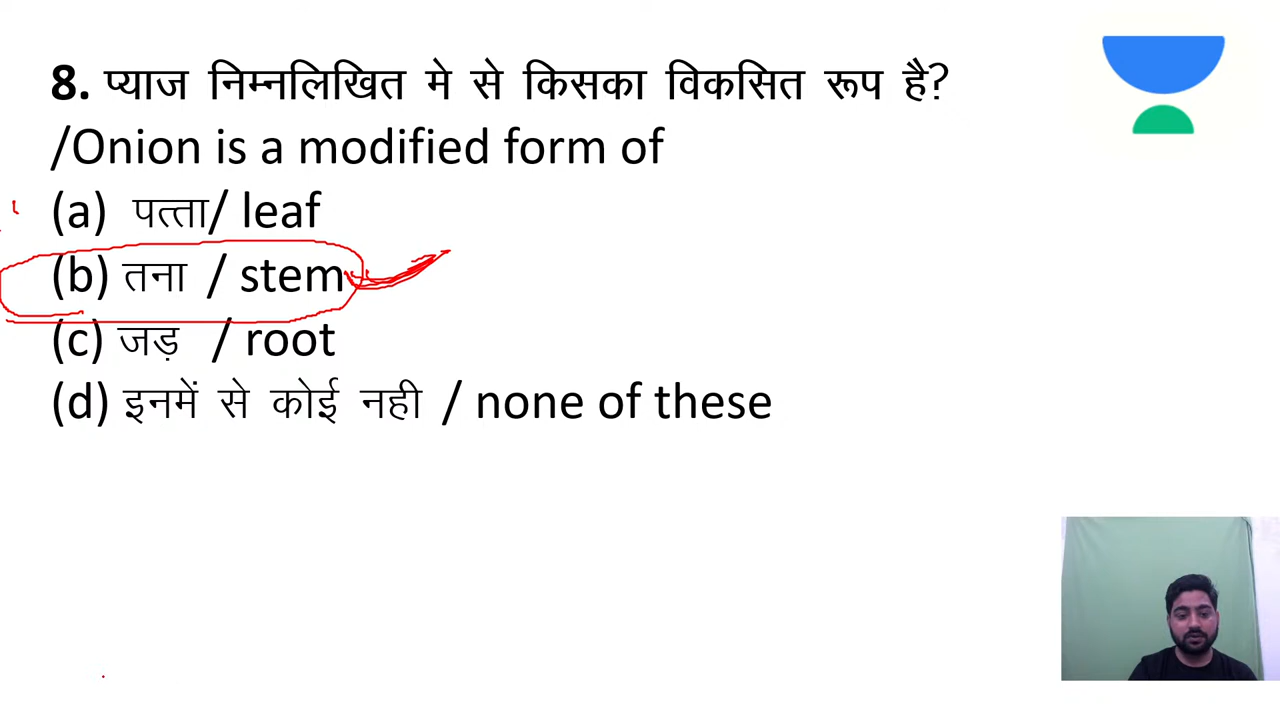 8. प्याज निम्नलिखित मे से किसका विकसित रूप है?
/Onion is a modified form of
(a) पत्ता/ leaf
(b) तना / stem
(c) जड़ / root
(d) इनमें से कोई नही / none of these